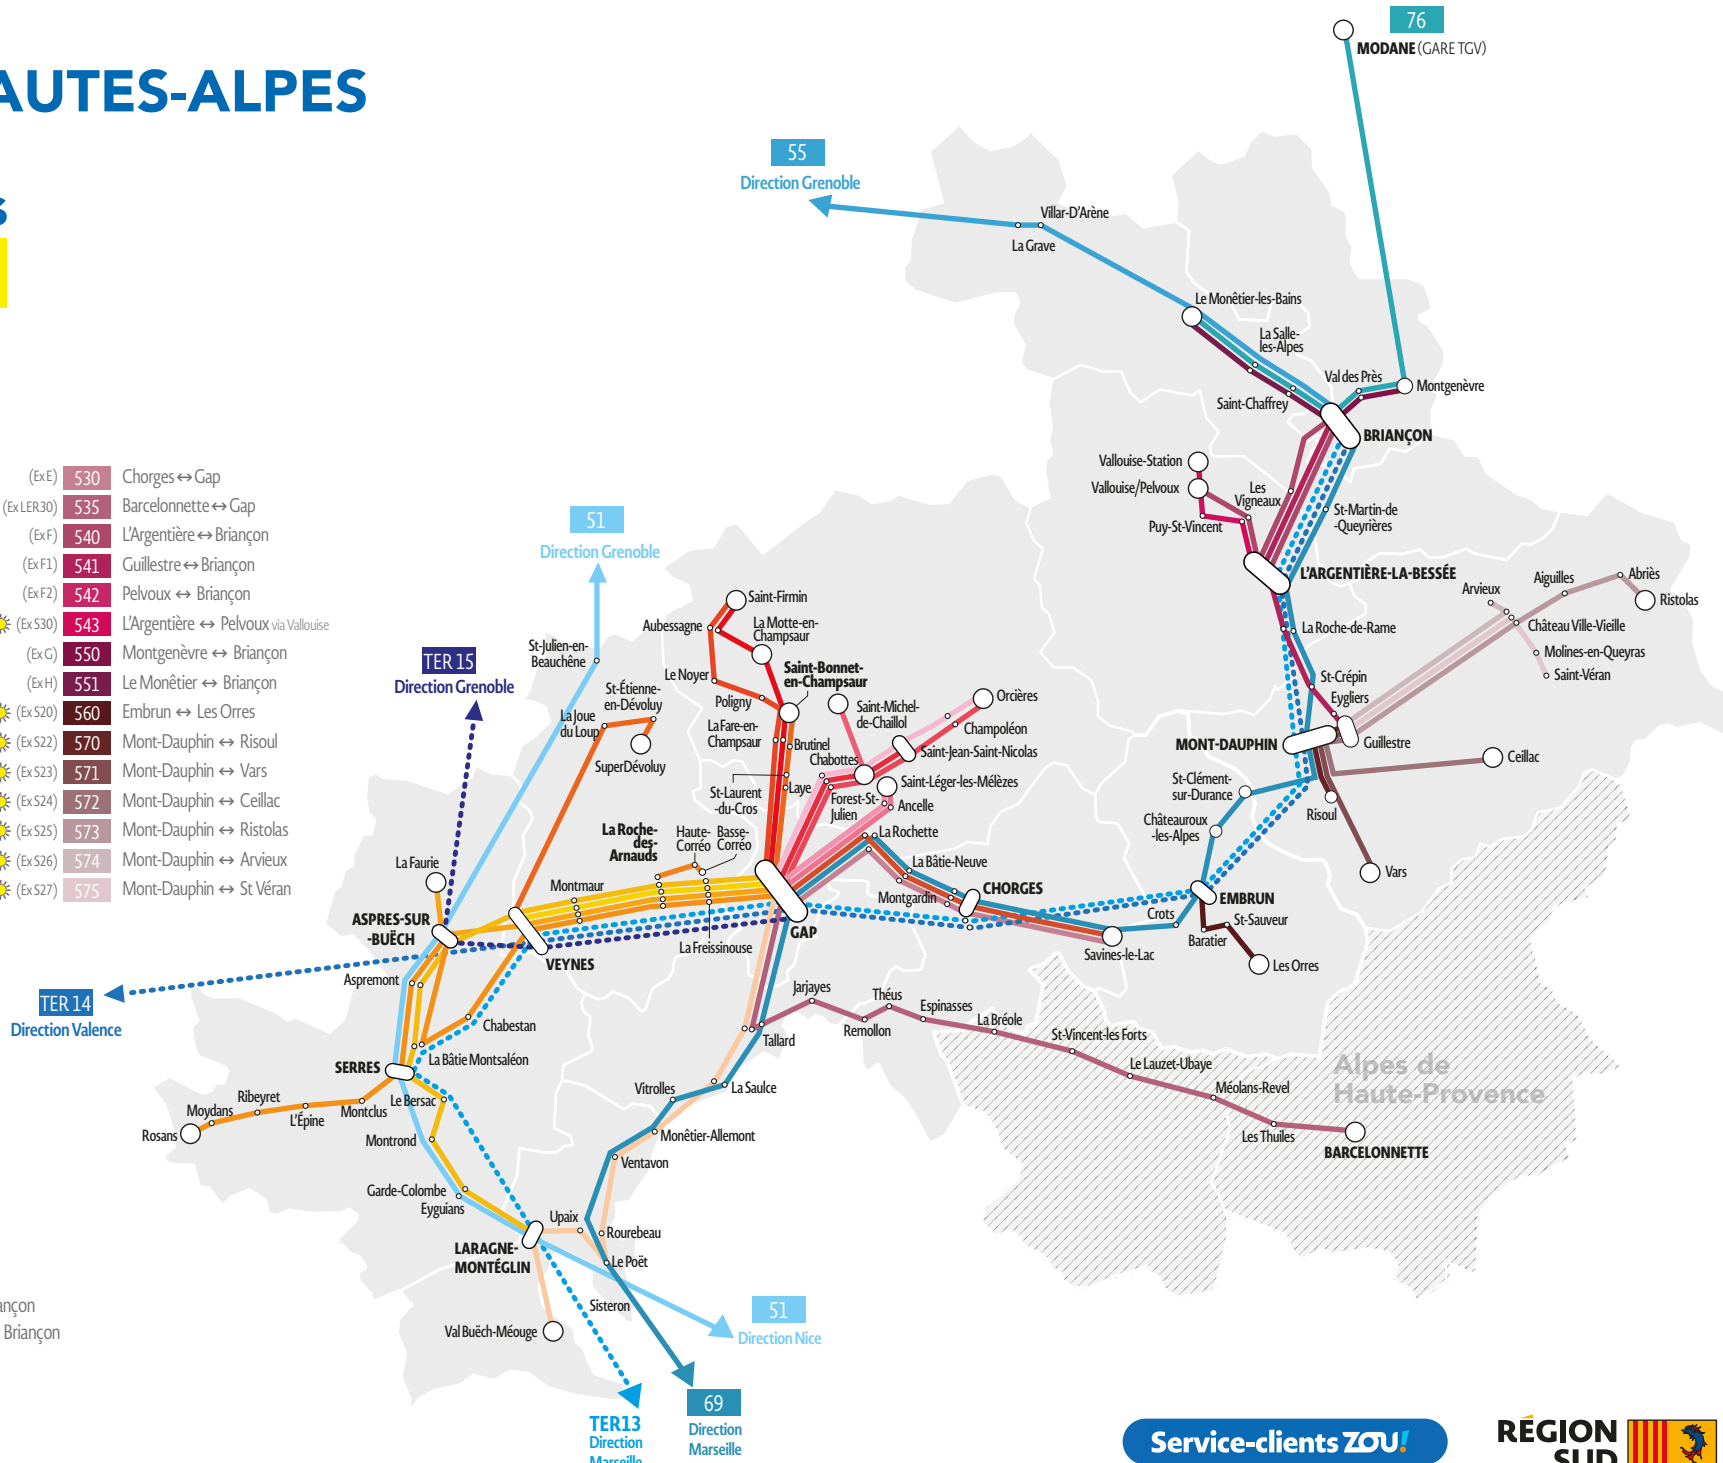 AUTES-ALPES
S
76
MODANE (GARE TGV)
55
Direction Grenoble
Villar-D'Arène
La Grave
Le Monêtier-les-Bains
La Salle-
les-Alpes
Val des Près
Montgenèvre
Saint-Chaffrey
BRIANÇON
Vallouise-Station
Vallouise/Pelvoux
Les
Vigneaux
Puy-St-Vincent
St-Martin-de
-Queyrières
L'ARGENTIÈRE-LA-BESSÉE
(Ex E) 530 Chorges ↔ Gap
(Ex LER30) 535 Barcelonnette ↔ Gap
(Ex F) 540 L'Argentière ↔ Briançon
(Ex F1) 541 Guillestre ↔ Briançon
(Ex F2) 542 Pelvoux ↔ Briançon
(Ex S30) 543 L'Argentière ↔ Pelvoux via Vallouise
(Ex G) 550 Montgenèvre ↔ Briançon
(Ex H) 551 Le Monêtier ↔ Briançon
(Ex S20) 560 Embrun ↔ Les Orres
(Ex S22) 570 Mont-Dauphin ↔ Risoul
(Ex S23) 571 Mont-Dauphin ↔ Vars
(Ex S24) 572 Mont-Dauphin ↔ Ceillac
(Ex S25) 573 Mont-Dauphin ↔ Ristolas
(Ex S26) 574 Mont-Dauphin ↔ Arvieux
(Ex S27) 575 Mont-Dauphin ↔ St Véran
51
Direction Grenoble
St-Julien-en-
Beauchêne
TER 15
Direction Grenoble
St-Étienne-
en-Dévoluy
La Joue
du Loup
SuperDévoluy
Saint-Firmin
Aubessagne
La Motte-en-
Champsaur
Le Noyer
Poligny
Saint-Bonnet-
en-Champsaur
La Fare-en-
Champsaur
Brutinel
St-Laurent
-du-Cros
Laye
Saint-Michel-
de-Chaillol
Chabottes
Orcières
Champoléon
Saint-Jean-Saint-Nicolas
Saint-Léger-les-Mélèzes
Forest-St-
Julien
Ancelle
La Rochette
La Bâtie-Neuve
Montgardin
CHORGES
Arvieux
Aiguilles
Abriès
Ristolas
Château Ville-Vieille
Molines-en-Queyras
Saint-Véran
La Roche-de-Rame
St-Crépin
Eygliers
MONT-DAUPHIN
Guillestre
Ceillac
St-Clément-
sur-Durance
Risoul
Châteauroux
-les-Alpes
Vars
EMBRUN
Crots
St-Sauveur
Baratier
Savines-le-Lac
Les Orres
La Roche-
des-
Arnauds
Haute-
Corréo
Basse-
Corréo
La Faurie
Montmaur
ASPRES-SUR
-BUËCH
GAP
La Freissinouse
VEYNES
Aspremont
TER 14
Direction Valence
Chabestan
La Bâtie Montsaléon
SERRES
Le Bersac
Ribeyret
Moydans
L'Épine
Montclus
Rosans
Montrond
Garde-Colombe
Eyguians
LARAGNE-
MONTÉGLIN
Jarjayes
Théus
Espinasses
Remollon
La Bréole
Tallard
St-Vincent-les Forts
Le Lauzet-Ubaye
Méolans-Revel
Les Thuiles
BARCELONNETTE
Alpes de
Haute-Provence
Vitrolles
La Saulce
Monêtier-Allemont
Ventavon
Upaix
Rourebeau
Le Poët
Sisteron
Val Buëch-Méouge
51
Direction Nice
ançon
Briançon
TER13
Direction
Marseille
69
Direction
Marseille
Service-clients ZOU!
RÉGION
SUD